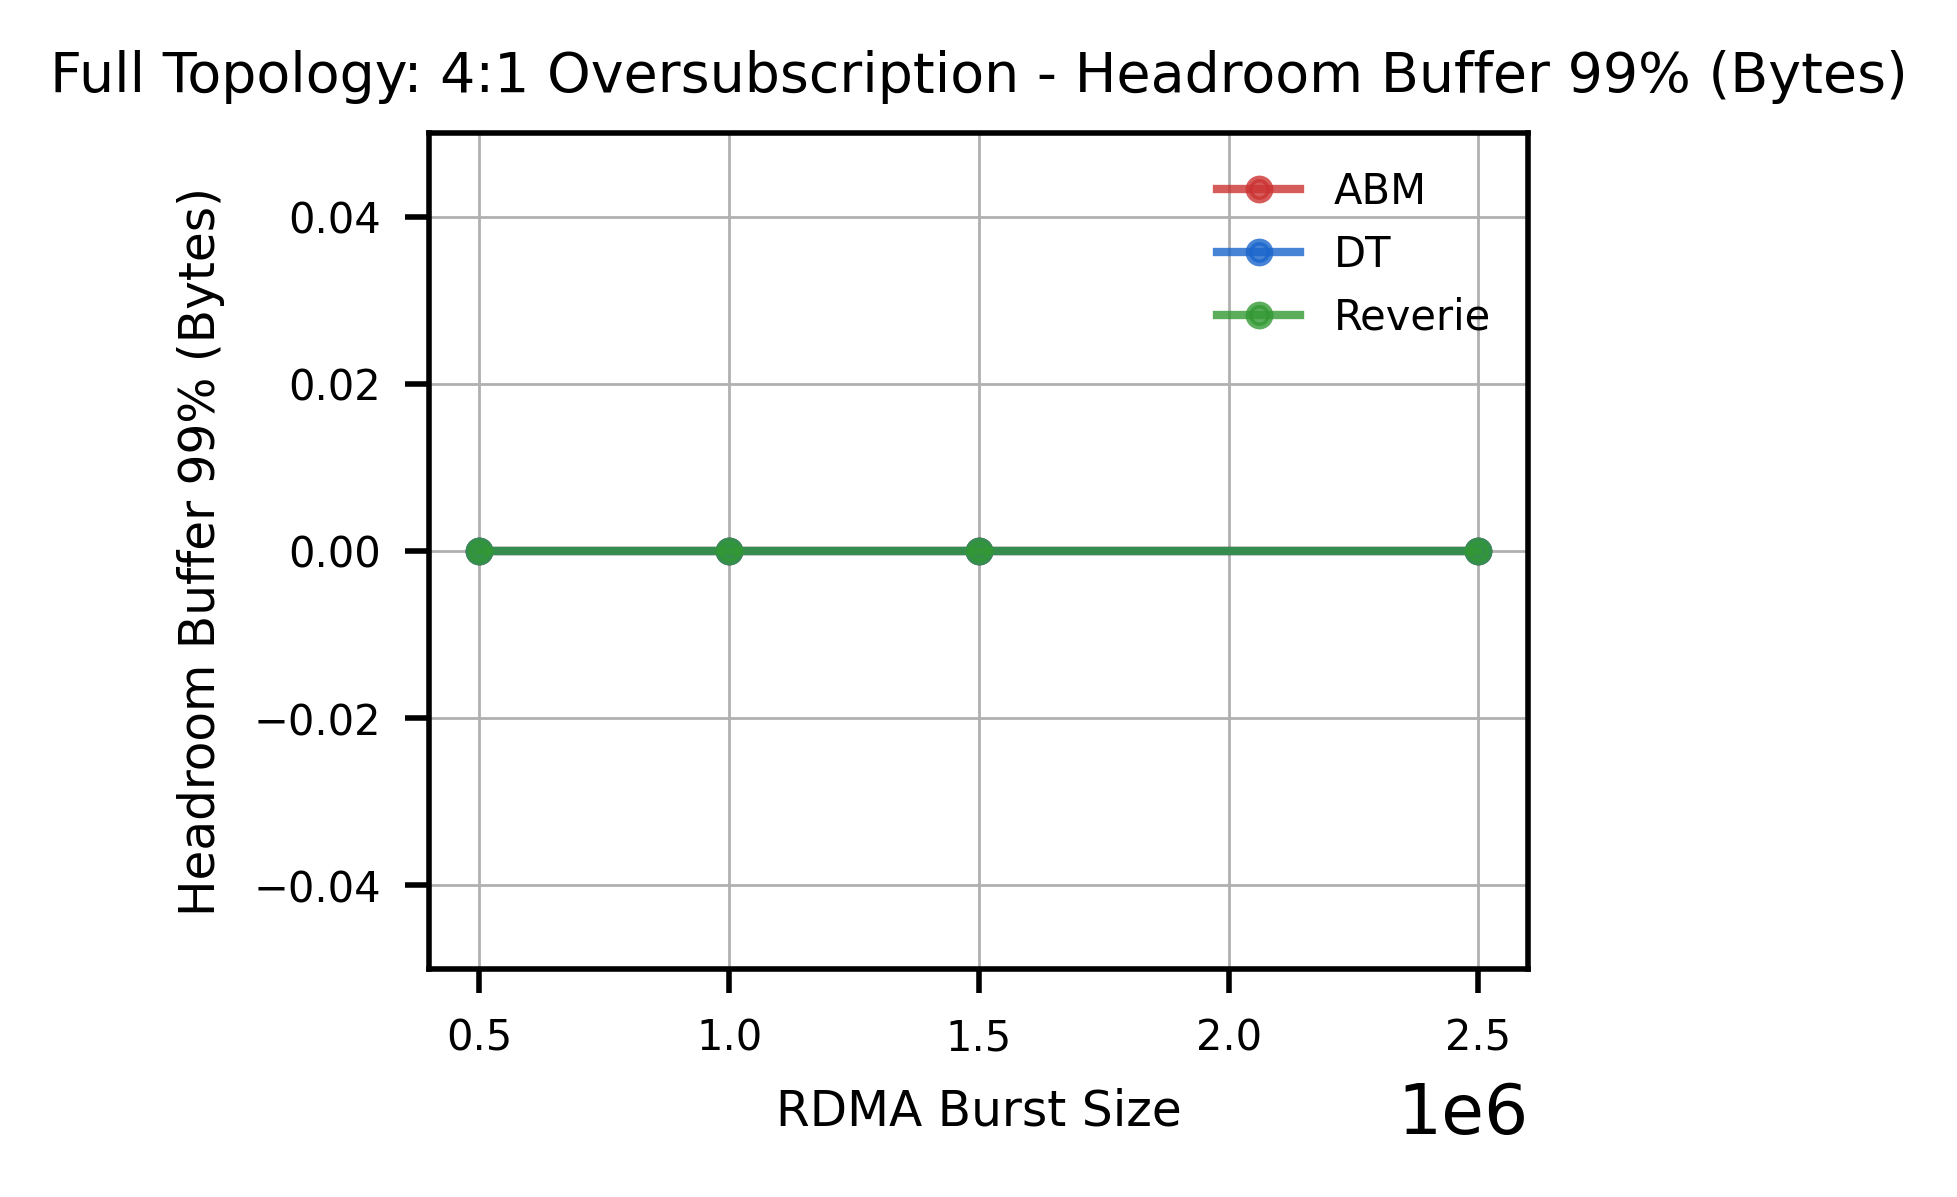 Full Topology: 4:1 Oversubscription - Headroom Buffer 99% (Bytes)
ABM
DT
Reverie
Headroom Buffer 99% (Bytes)
0.04
0.02
0.00
−0.02
−0.04
0.5 1.0 1.5 2.0 2.5
RDMA Burst Size
1e6